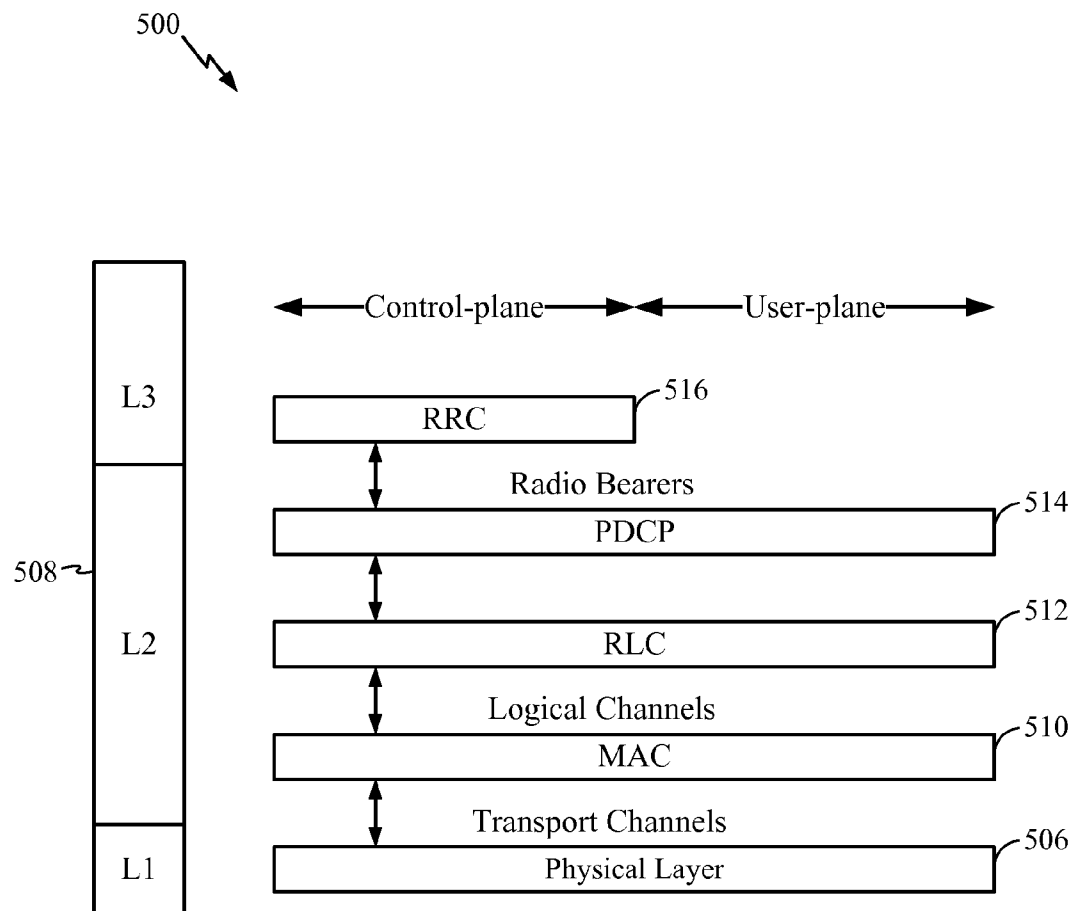 500
Control-plane
User-plane
L3
516
RRC
Radio Bearers
514
PDCP
508
512
L2
RLC
Logical Channels
510
MAC
Transport Channels
506
L1
Physical Layer